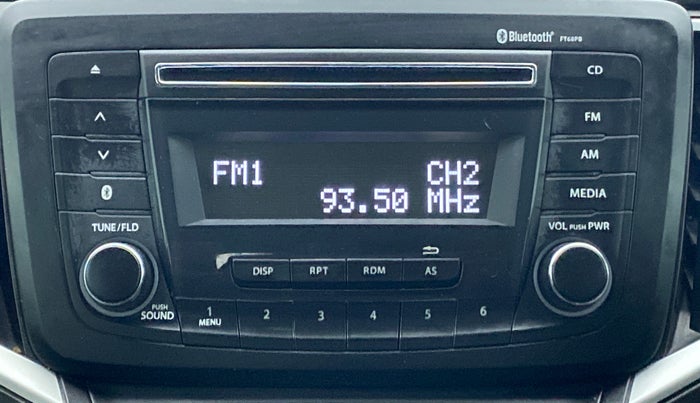 Bluetooth® FT68PB
CD
FM1 CH2 FM
93.50 MHz AM
MEDIA
TUNE/FLD VOL PUSH PWR
DISP RPT RDM AS
PUSH SOUND
1 MENU 2 3 4 5 6